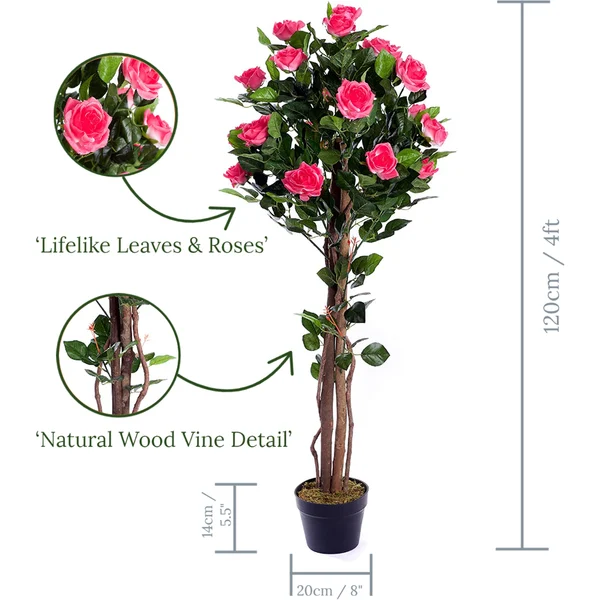 ‘Lifelike Leaves & Roses’
120cm / 4ft
‘Natural Wood Vine Detail’
14cm /
5.5"
20cm / 8"